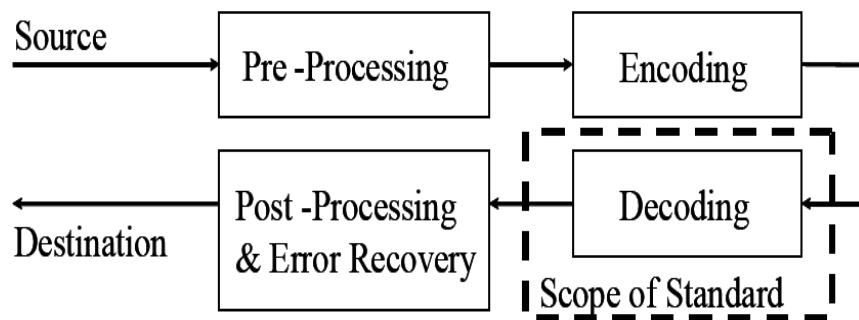 Source
Pre -Processing
Encoding
Destination
Post -Processing
& Error Recovery
Decoding
Scope of Standard